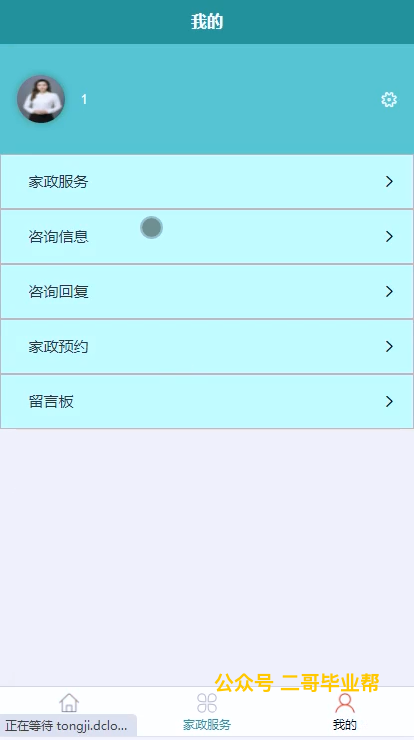 我的
1
家政服务
咨询信息
咨询回复
家政预约
留言板
公众号 二哥毕业帮
家政服务
我的
正在等待 tongji.dclo...